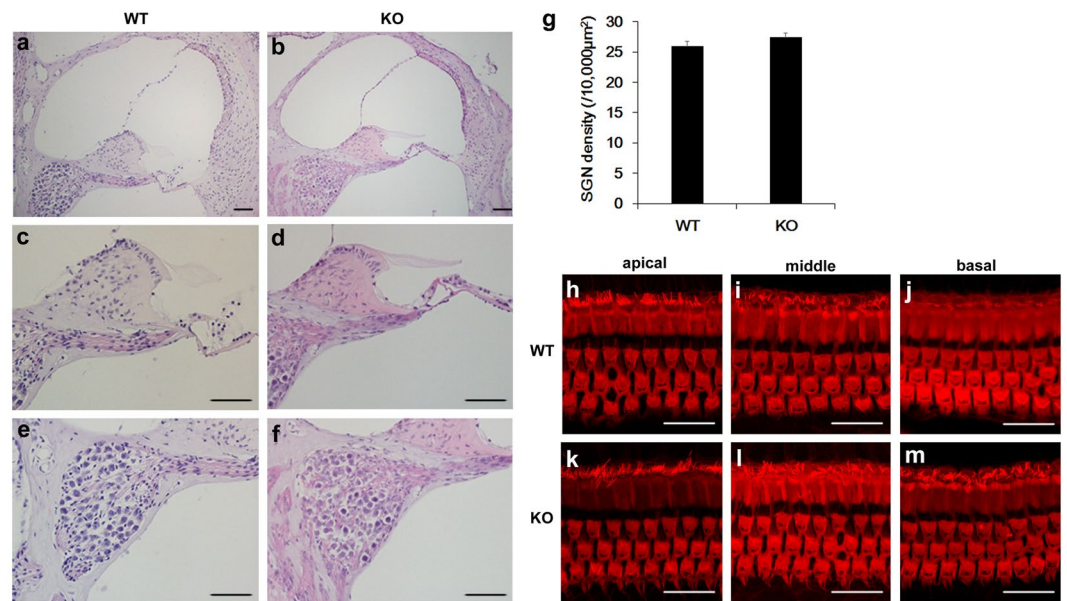 WT
KO
a
b
c
d
e
f
g
SGN density (/10,000μm²)
30
25
20
15
10
5
0
WT
KO
apical
middle
basal
WT
h
i
j
KO
k
l
m